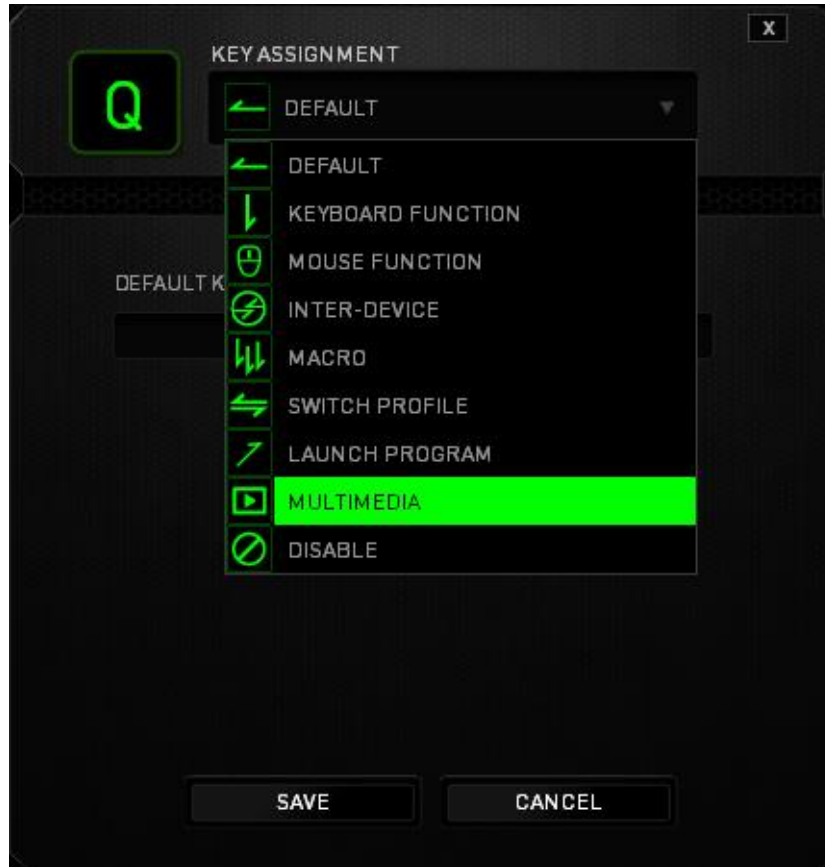 X
KEY ASSIGNMENT
Q
DEFAULT
DEFAULT
KEYBOARD FUNCTION
MOUSE FUNCTION
DEFAULT K
INTER-DEVICE
MACRO
SWITCH PROFILE
LAUNCH PROGRAM
MULTIMEDIA
DISABLE
SAVE
CANCEL